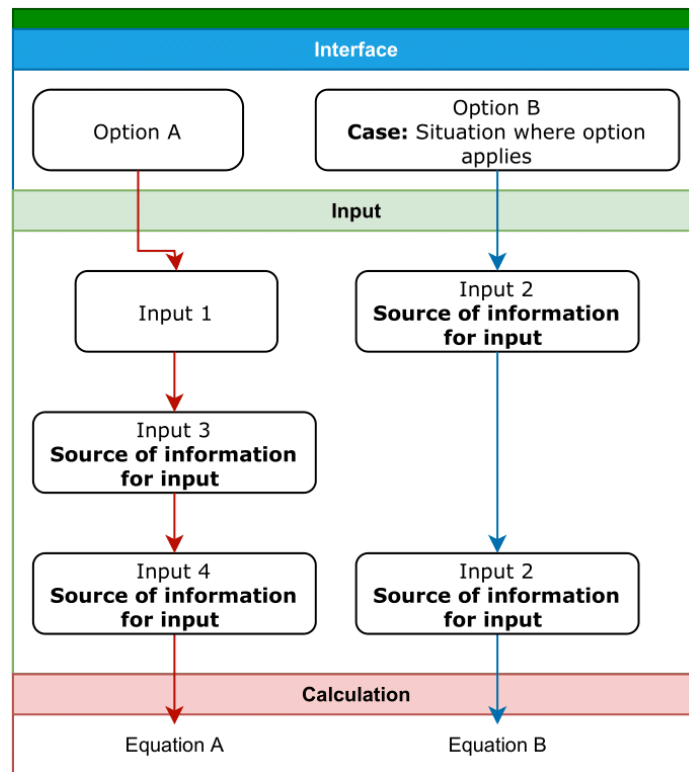 Interface
Option A
Option B
Case: Situation where option
applies
Input
Input 1
Input 2
Source of information
for input
Input 3
Source of information
for input
Input 4
Source of information
for input
Input 2
Source of information
for input
Calculation
Equation A
Equation B